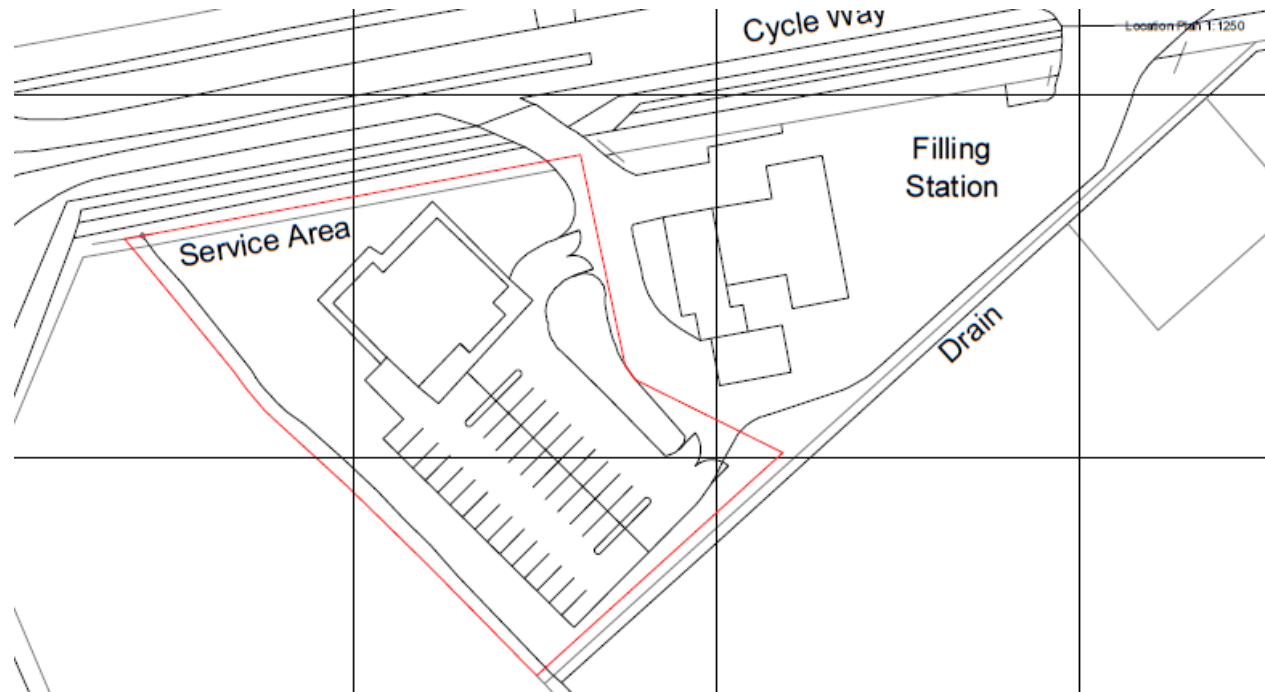 Cycle Way
Location Plan 1:1250
Filling
Station
Service Area
Drain